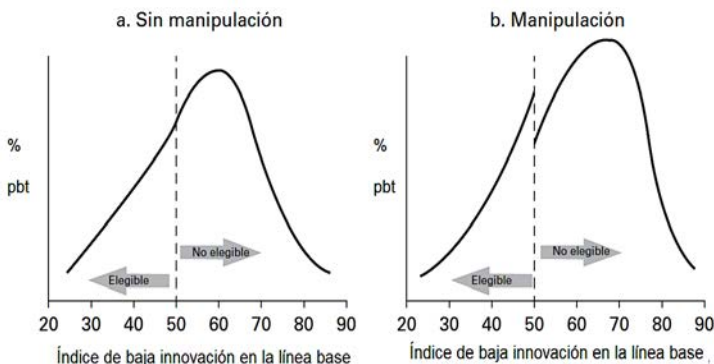 a. Sin manipulación
%
pbt
No elegible
Elegible
20 30 40 50 60 70 80 90
Índice de baja innovación en la línea base
b. Manipulación
%
pbt
No elegible
Elegible
20 30 40 50 60 70 80 90
Índice de baja innovación en la línea base